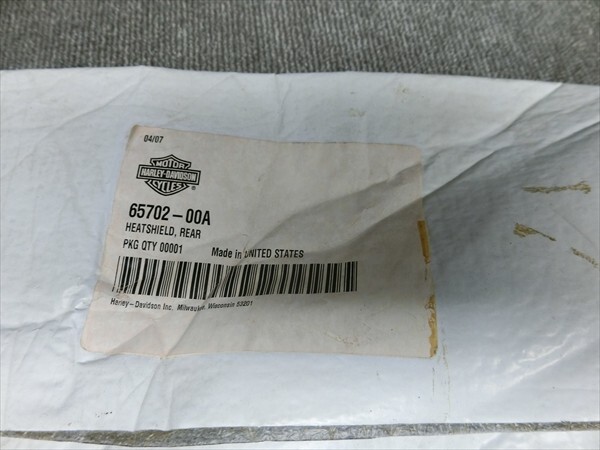 04/07
MOTOR
HARLEY-DAVIDSON
CYCLES
®
65702-00A
HEATSHIELD, REAR
PKG QTY 00001 Made in UNITED STATES
Harley-Davidson Inc. Milwaukee, Wisconsin 53201